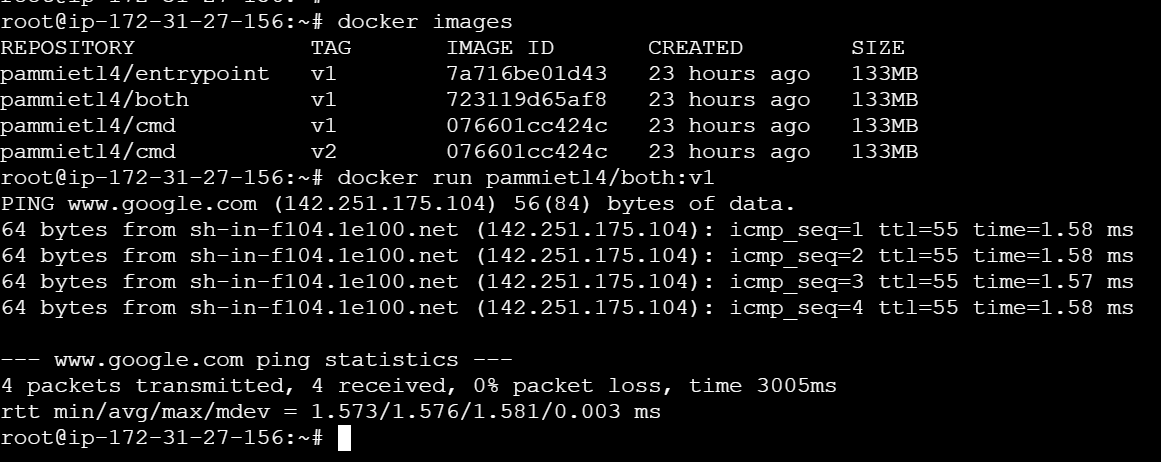 root@ip-172-31-27-156:~# docker images
REPOSITORY TAG IMAGE ID CREATED SIZE
pammietl4/entrypoint v1 7a716be01d43 23 hours ago 133MB
pammietl4/both v1 723119d65af8 23 hours ago 133MB
pammietl4/cmd v1 076601cc424c 23 hours ago 133MB
pammietl4/cmd v2 076601cc424c 23 hours ago 133MB
root@ip-172-31-27-156:~# docker run pammietl4/both:v1
PING www.google.com (142.251.175.104) 56(84) bytes of data.
64 bytes from sh-in-f104.1e100.net (142.251.175.104): icmp_seq=1 ttl=55 time=1.58 ms
64 bytes from sh-in-f104.1e100.net (142.251.175.104): icmp_seq=2 ttl=55 time=1.58 ms
64 bytes from sh-in-f104.1e100.net (142.251.175.104): icmp_seq=3 ttl=55 time=1.57 ms
64 bytes from sh-in-f104.1e100.net (142.251.175.104): icmp_seq=4 ttl=55 time=1.58 ms
--- www.google.com ping statistics ---
4 packets transmitted, 4 received, 0% packet loss, time 3005ms
rtt min/avg/max/mdev = 1.573/1.576/1.581/0.003 ms
root@ip-172-31-27-156:~#